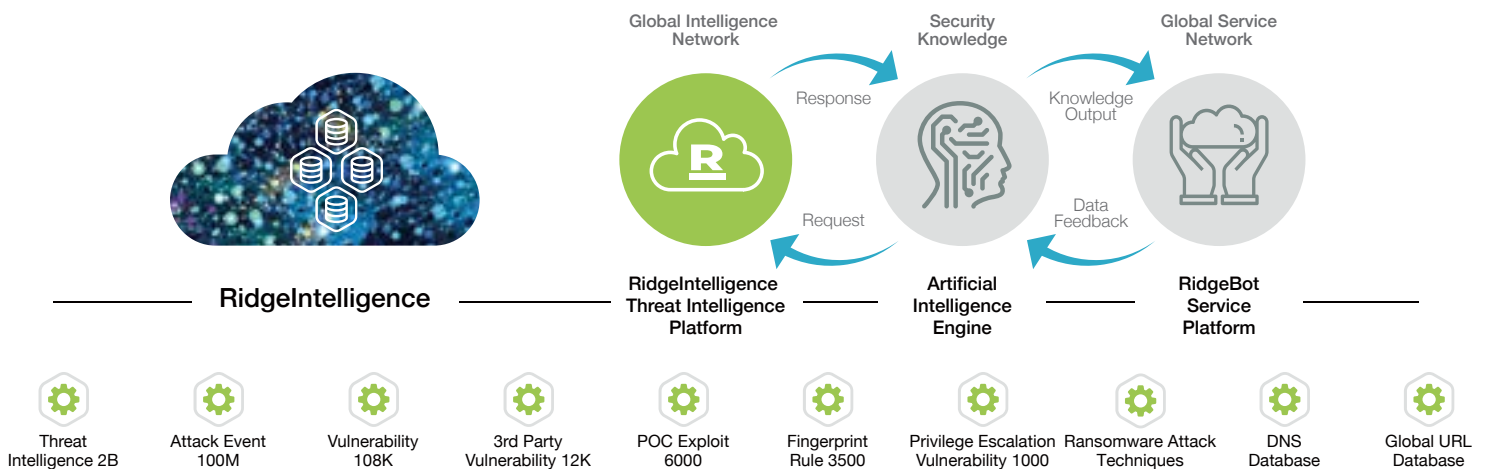 Global Intelligence
Network
Security
Knowledge
Global Service
Network
Response
Knowledge
Output
R
Request
Data
Feedback
RidgeIntelligence
RidgeIntelligence
Threat Intelligence
Platform
Artificial
Intelligence
Engine
RidgeBot
Service
Platform
Threat
Intelligence 2B
Attack Event
100M
Vulnerability
108K
3rd Party
Vulnerability 12K
POC Exploit
6000
Fingerprint
Rule 3500
Privilege Escalation
Vulnerability 1000
Ransomware Attack
Techniques
DNS
Database
Global URL
Database